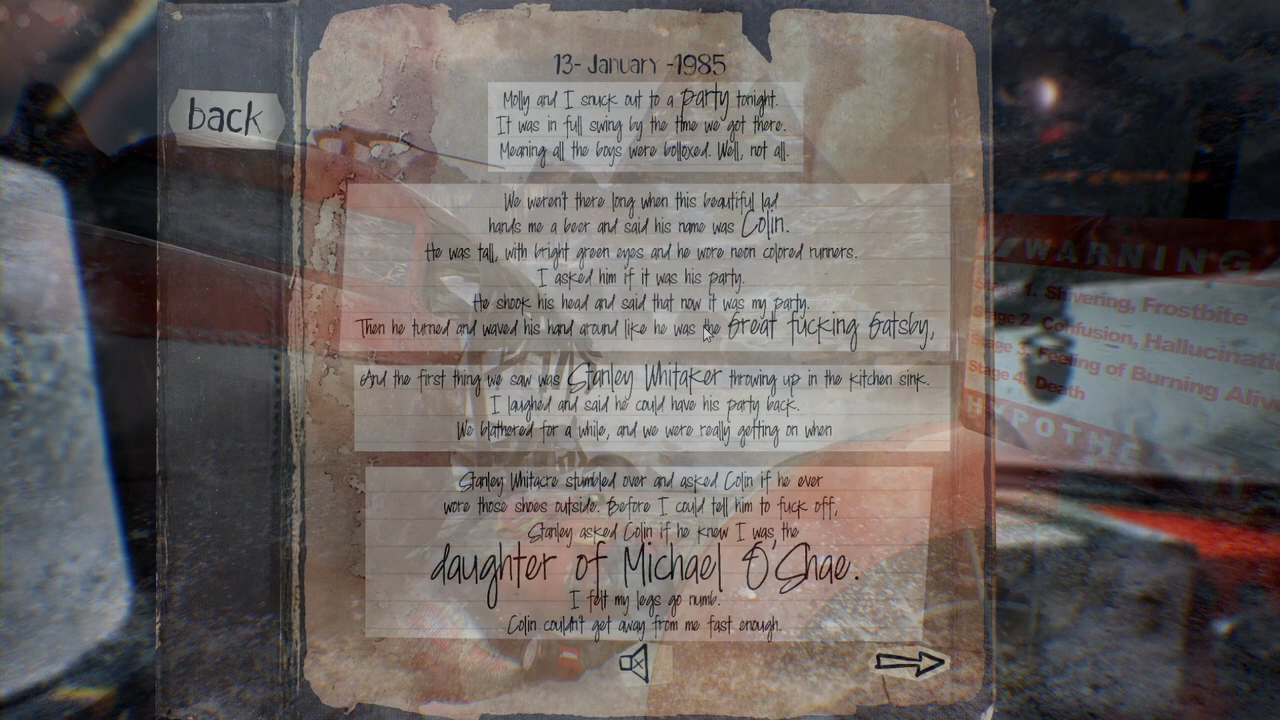 13- January -1985
back
Molly and I snuck out to a party tonight.
It was in full swing by the time we got there.
Meaning all the boys were bolloxed. Well, not all.
We weren't there long when this beautiful lad
hands me a beer and said his name was Colin.
He was tall, with bright green eyes and he wore neon colored runners.
I asked him if it was his party.
He shook his head and said that now it was my party.
Then he turned and waved his hand around like he was the Great fucking Gatsby,
And the first thing we saw was Stanley Whitaker throwing up in the kitchen sink.
I laughed and said he could have his party back.
We blathered for a while, and we were really getting on when
Stanley Whitacre stumbled over and asked Colin if he ever
wore those shoes outside. Before I could tell him to fuck off,
Stanley asked Colin if he knew I was the
daughter of Michael O'Shae.
I felt my legs go numb.
Colin couldn't get away from me fast enough.
WARNING
1. Shivering, Frostbite
Stage 2. Confusion, Hallucinati
Stage 3. Feeling of Burning Alive
Stage 4. Death
HYPOTHE